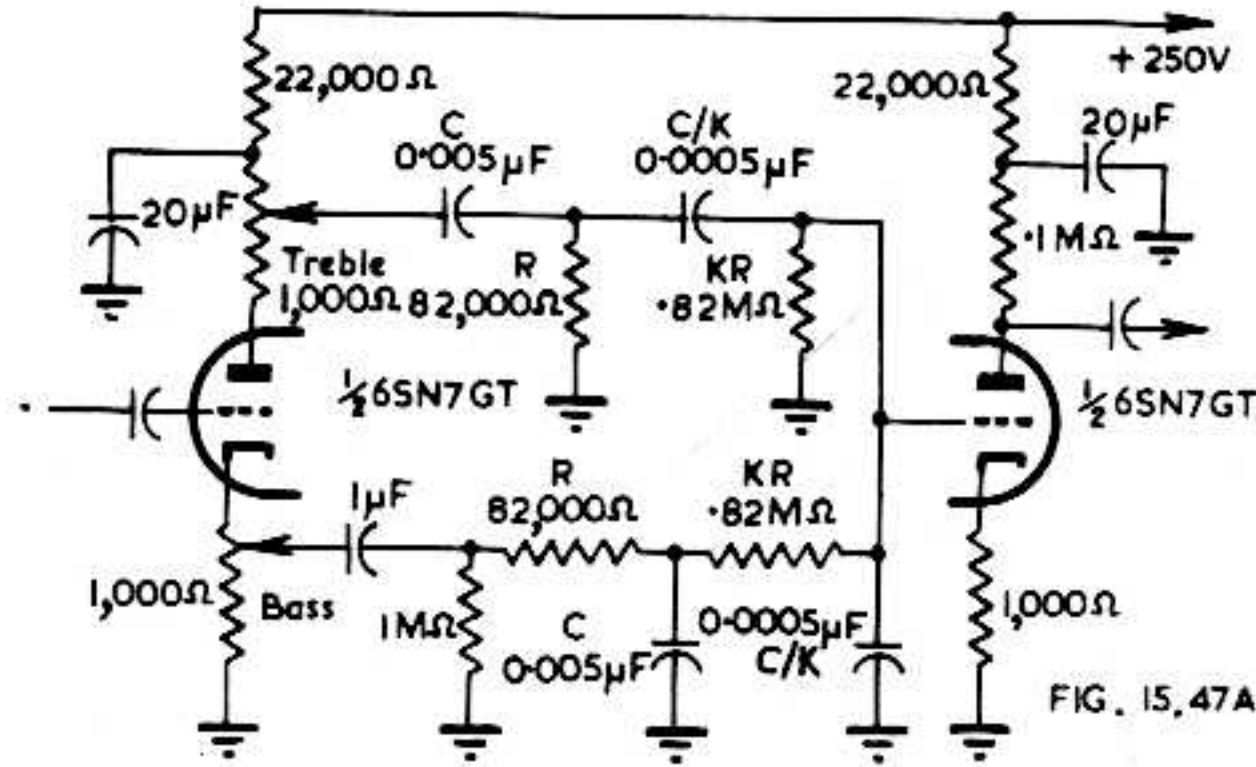 +250V
22,000Ω
22,000Ω
C
0·005µF
C/K
0·0005µF
20µF
20µF
Treble
1,000Ω
R
82,000Ω
KR
·82MΩ
·1MΩ
½6SN7GT
½6SN7GT
1µF
R
82,000Ω
KR
·82MΩ
1,000Ω
Bass
1MΩ
C
0·005µF
0·0005µF
C/K
1,000Ω
FIG. 15.47A